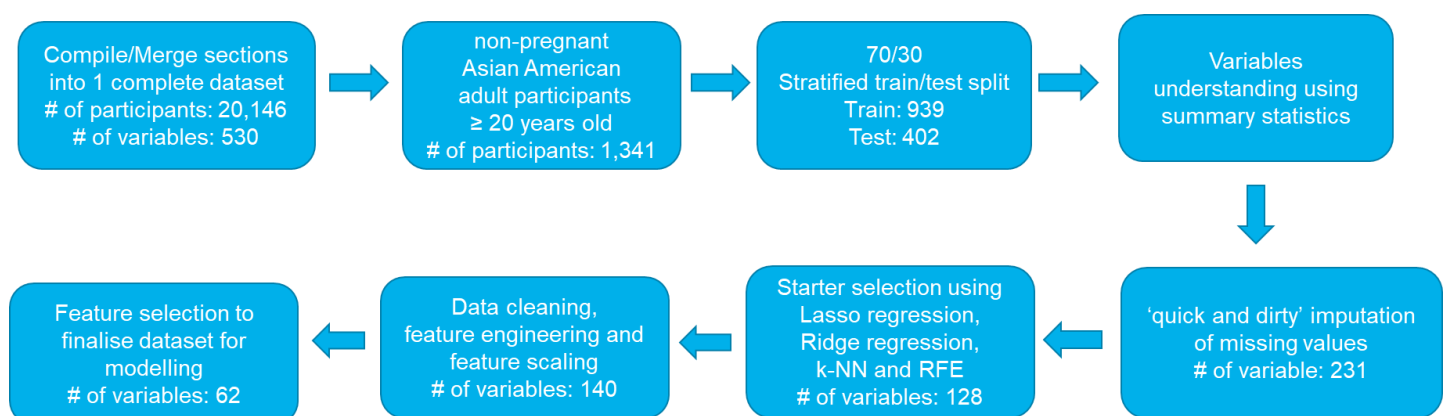 Compile/Merge sections
into 1 complete dataset
# of participants: 20,146
# of variables: 530
non-pregnant
Asian American
adult participants
≥ 20 years old
# of participants: 1,341
70/30
Stratified train/test split
Train: 939
Test: 402
Variables
understanding using
summary statistics
‘quick and dirty’ imputation
of missing values
# of variable: 231
Starter selection using
Lasso regression,
Ridge regression,
k-NN and RFE
# of variables: 128
Data cleaning,
feature engineering and
feature scaling
# of variables: 140
Feature selection to
finalise dataset for
modelling
# of variables: 62